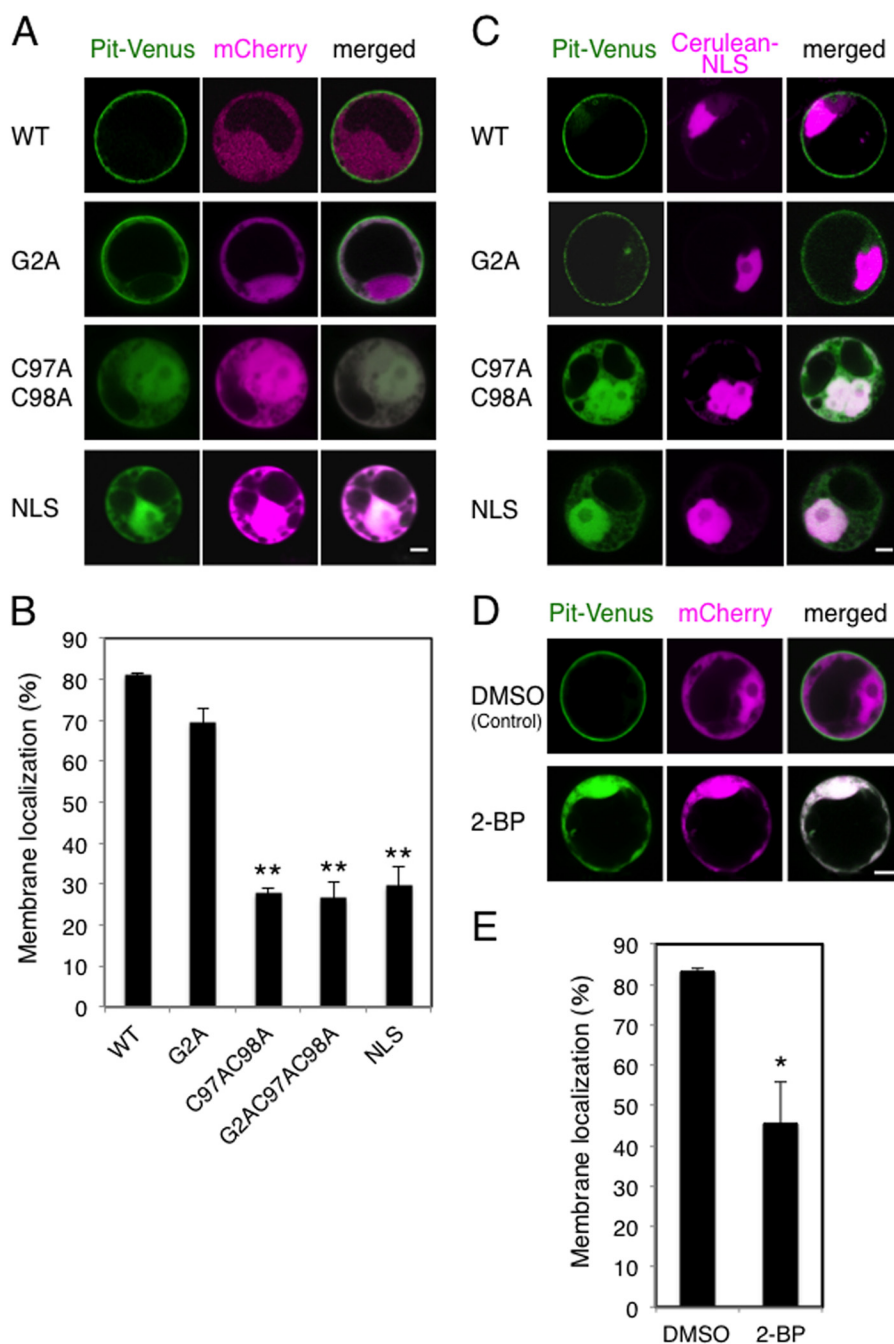 A
Pit-Venus mCherry merged
WT
G2A
C97A
C98A
NLS
B
Membrane localization (%)
90
80
70
60
50
40
30
20
10
0
** ** **
WT G2A C97AC98A G2AC97AC98A NLS
C
Pit-Venus Cerulean-
NLS merged
WT
G2A
C97A
C98A
NLS
D
Pit-Venus mCherry merged
DMSO
(Control)
2-BP
E
Membrane localization (%)
90
80
70
60
50
40
30
20
10
0
*
DMSO 2-BP